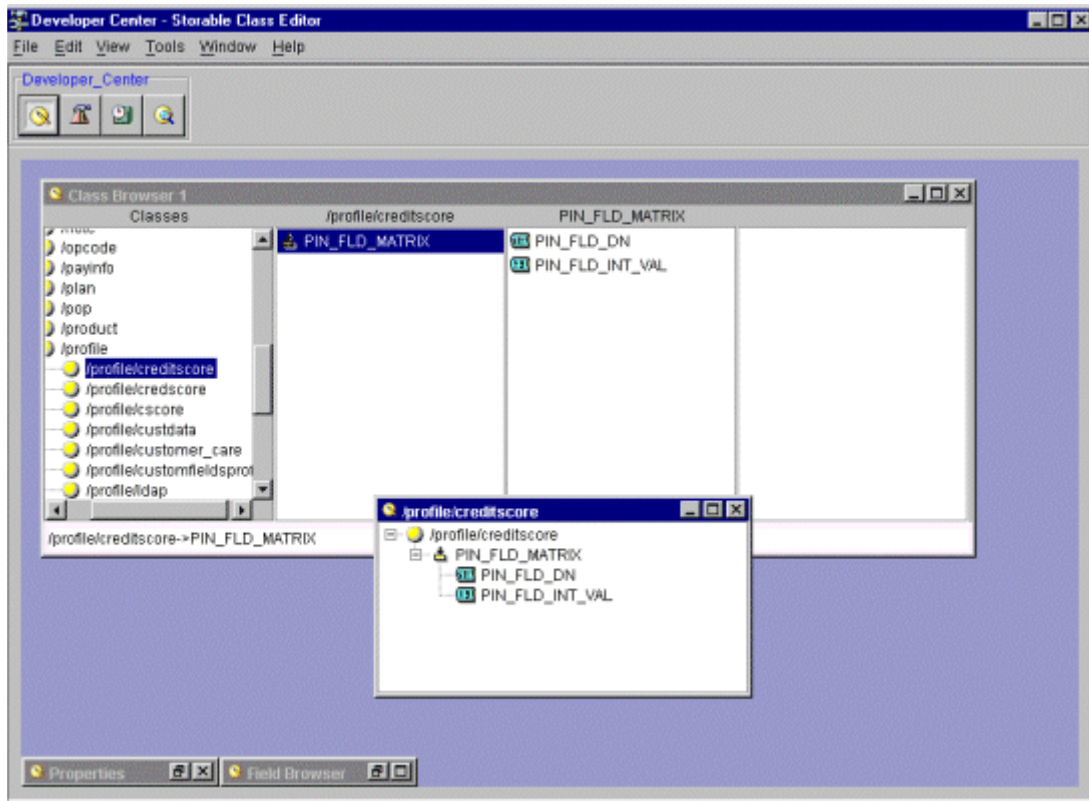 Developer Center - Storable Class Editor
File Edit View Tools Window Help
Developer_Center
Class Browser 1
Classes /profile/creditscore PIN_FLD_MATRIX
/opcode
/payinfo
/plan
/pop
/product
/profile
/profile/creditscore
/profile/credscore
/profile/cscore
/profile/custdata
/profile/customer_care
/profile/customfieldsprof
/profile/ldap
PIN_FLD_MATRIX
PIN_FLD_DN
PIN_FLD_INT_VAL
/profile/creditscore->PIN_FLD_MATRIX
/profile/creditscore
/profile/creditscore
PIN_FLD_MATRIX
PIN_FLD_DN
PIN_FLD_INT_VAL
Properties
Field Browser